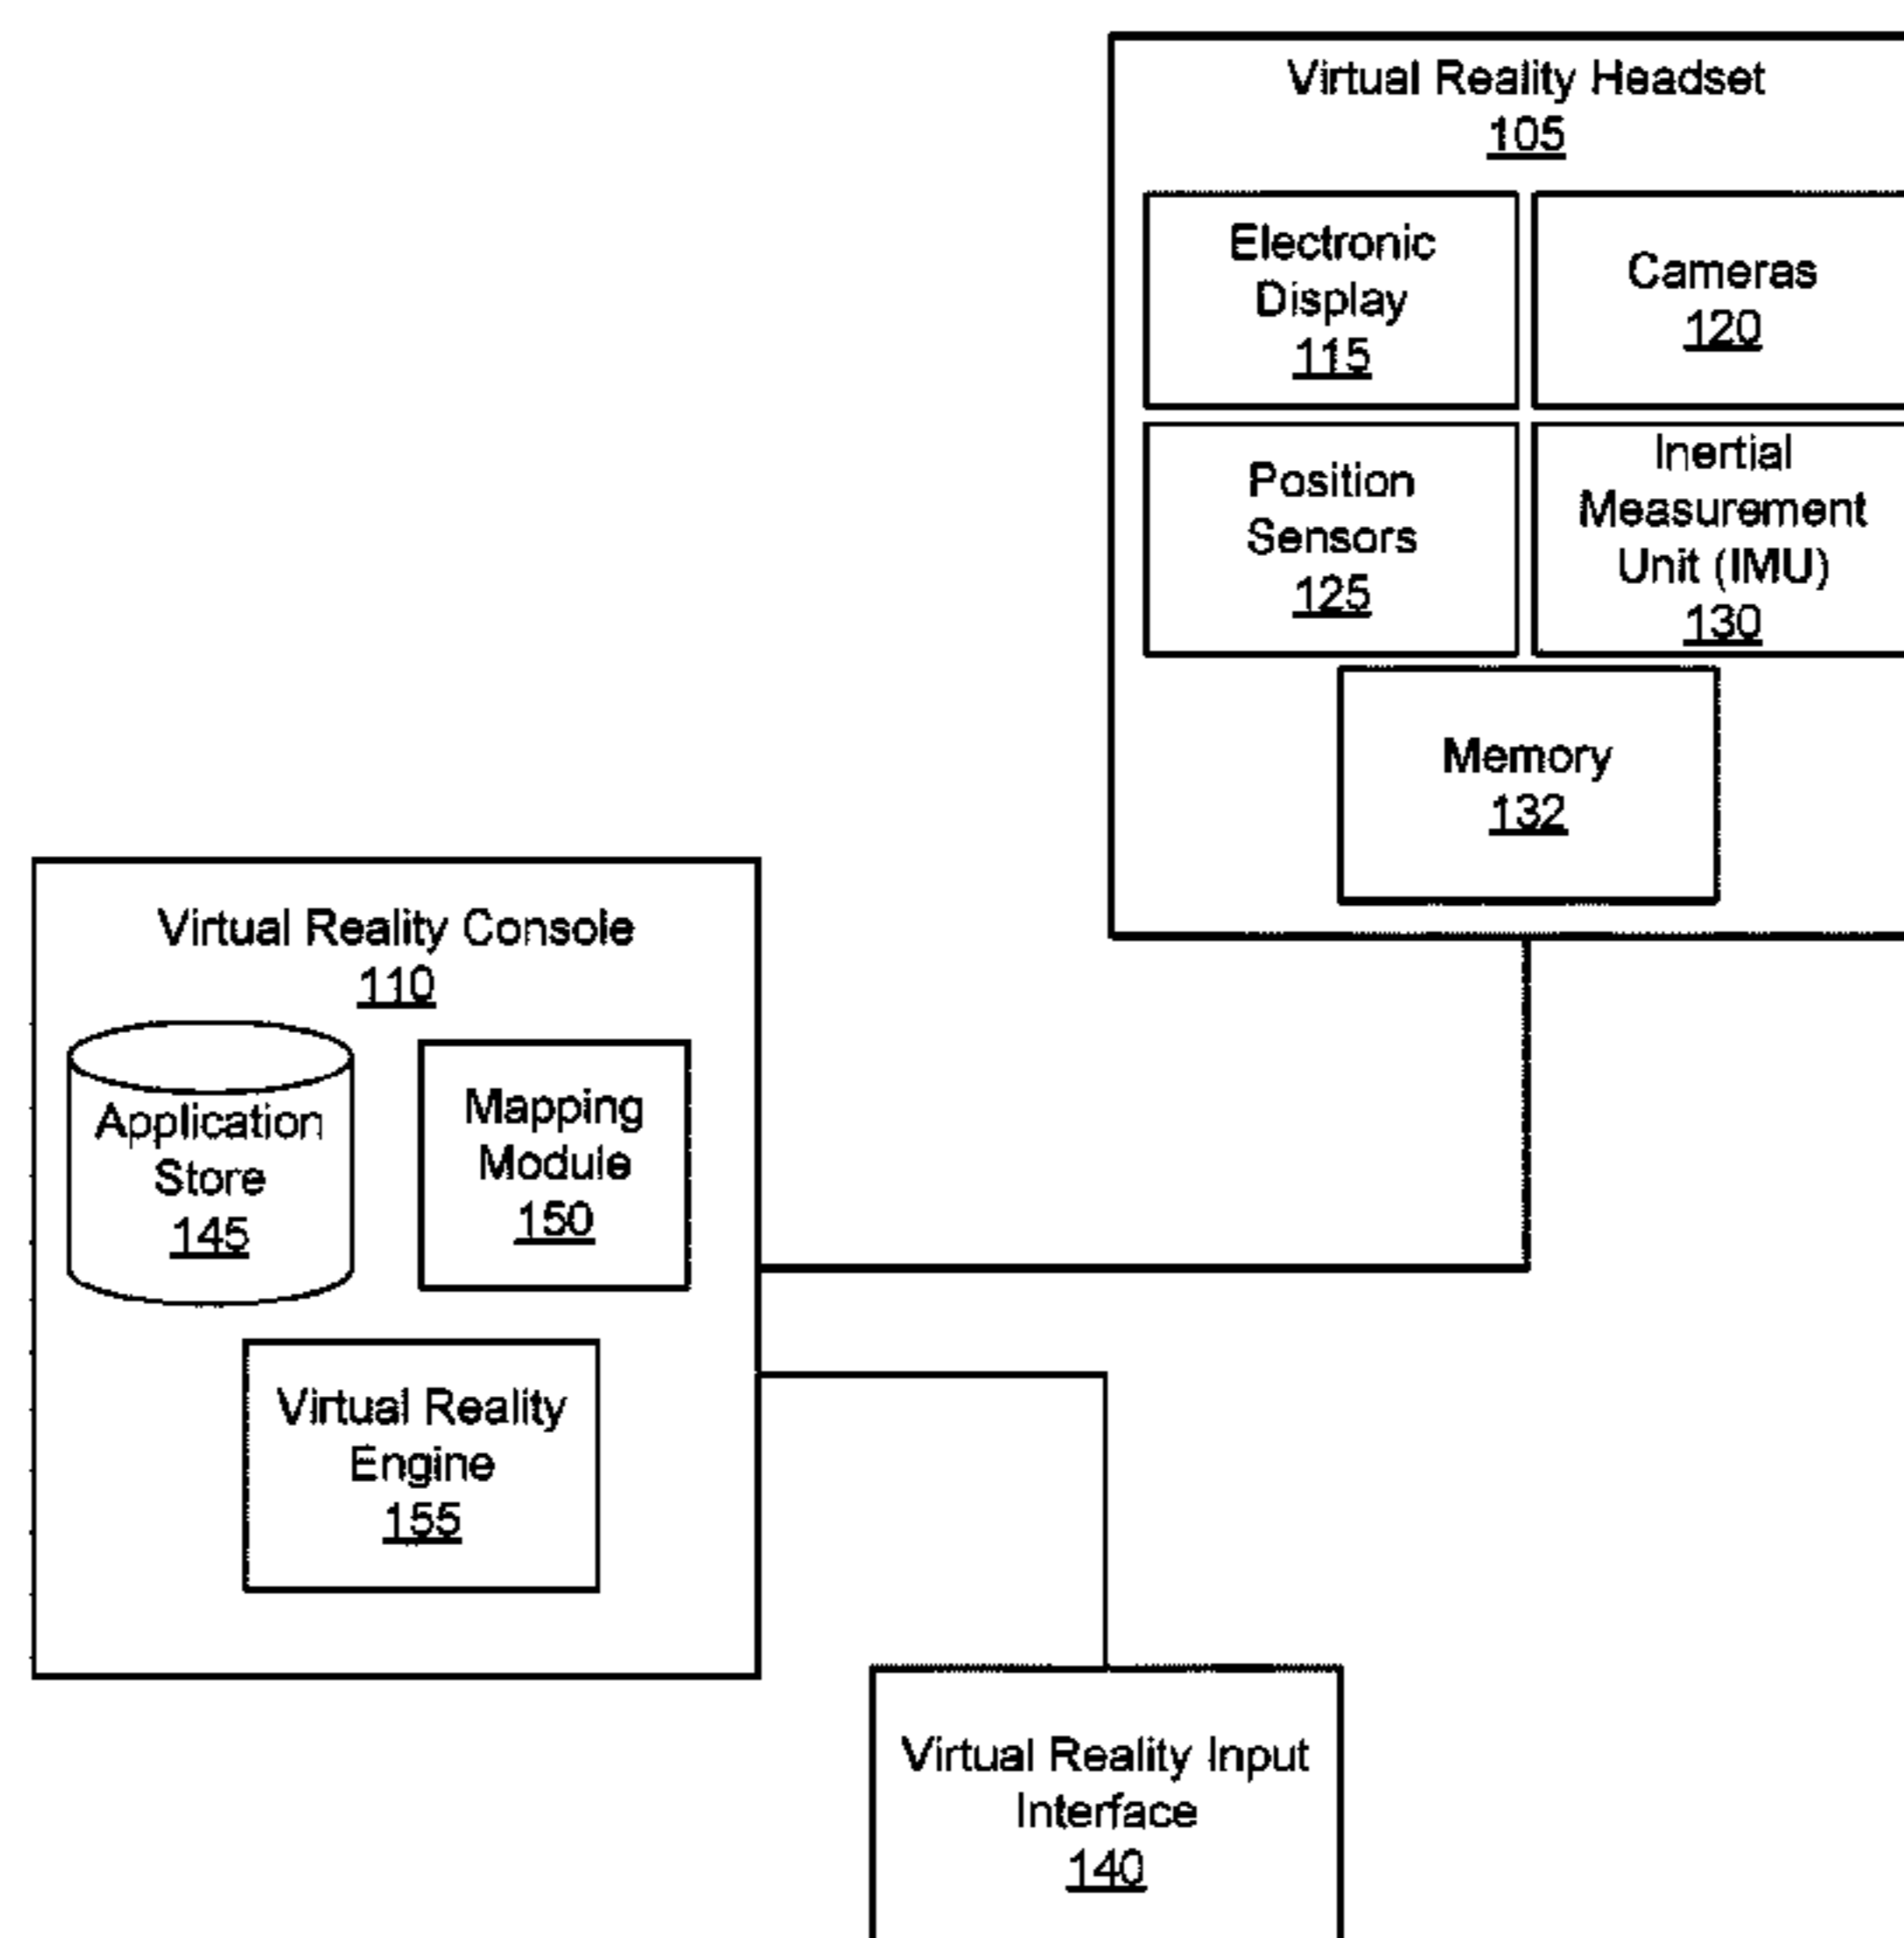 Virtual Reality Headset
105
Electronic
Display
115
Cameras
120
Position
Sensors
125
Inertial
Measurement
Unit (IMU)
130
Memory
132
Virtual Reality Console
110
Application
Store
145
Mapping
Module
150
Virtual Reality
Engine
155
Virtual Reality Input
Interface
140